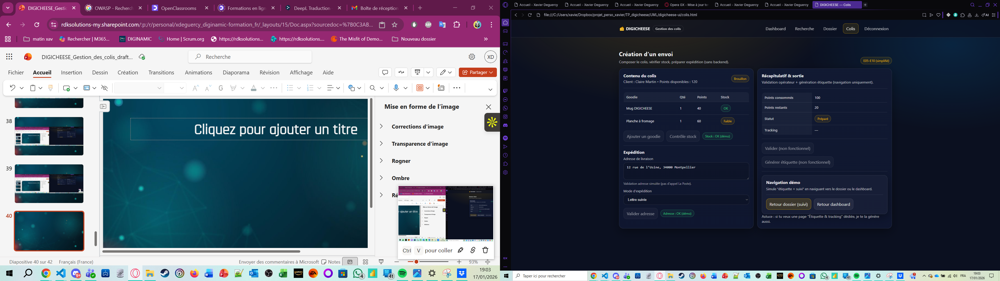 DIGICHEESE_Gesti
OWASP - Recherch
OpenClassrooms
Formations en lign
DeepL Traduction
Boîte de réception
rdksolutions-my.sharepoint.com/:p:/r/personal/xdeguercy_diginamic-formation_fr/_layouts/15/Doc.aspx?sourcedoc=%7B0C3AB...
matin xav
Rechercher | M365...
DIGINAMIC
Home | Scrum.org
https://rdksolutions...
https://rdksolutions....
The Misfit of Demo...
Nouveau dossier
DIGICHEESE_Gestion_des_colis_draft...
Recherche
XD
Fichier
Accueil
Insertion
Dessin
Création
Transitions
Animations
Diaporama
Révision
Affichage
Aide
Partager
38
39
40
Cliquez pour ajouter un titre
Mise en forme de l’image
Corrections d'image
Transparence d’image
Rogner
Ombre
Ré
Ctrl V pour coller
Diapositive 40 sur 42
Français (France)
Envoyer des commentaires à Microsoft
Notes
93%
19:03
17/01/2026
Accueil - Xavier Deguercy
Accueil - Xavier Deguercy
Accueil - Xavier Deguercy
Opera GX - Mise à jour ter
Accueil - Xavier Deguercy
Accueil - Xavier Deguercy
DIGICHEESE — Colis
file:///C:/Users/xavie/Dropbox/projet_perso_xavier/TP_digicheese/UML/digicheese-ui/colis.html
AI
DIGICHEESE
Gestion des colis
Dashboard
Recherche
Dossier
Colis
Déconnexion
Création d’un envoi
Composer le colis, vérifier stock, préparer expédition (sans backend).
E05–E10 (simplifié)
Contenu du colis
Client : Claire Martin • Points disponibles : 120
Brouillon
Goodie Qté Points Stock
Mug DIGICHEESE 1 40 OK
Planche à fromage 1 60 Faible
Ajouter un goodie
Contrôle stock
Stock : OK (démo)
Expédition
Adresse de livraison
12 rue de l’Usine, 34000 Montpellier
Validation adresse simulée (pas d’appel La Poste).
Mode d’expédition
Lettre suivie
Valider adresse
Adresse : OK (démo)
Récapitulatif & sortie
Validation opérateur + génération étiquette (navigation uniquement).
Points consommés 100
Points restants 20
Statut Préparé
Tracking —
Valider (non fonctionnel)
Générer étiquette (non fonctionnel)
Navigation démo
Simule “étiquette + suivi” en naviguant vers le dossier ou le dashboard.
Retour dossier (suivi)
Retour dashboard
Astuce : si tu veux une page “Étiquette & tracking” dédiée, je te la génère
aussi.
Taper ici pour rechercher
FRA
19:03
17/01/2026